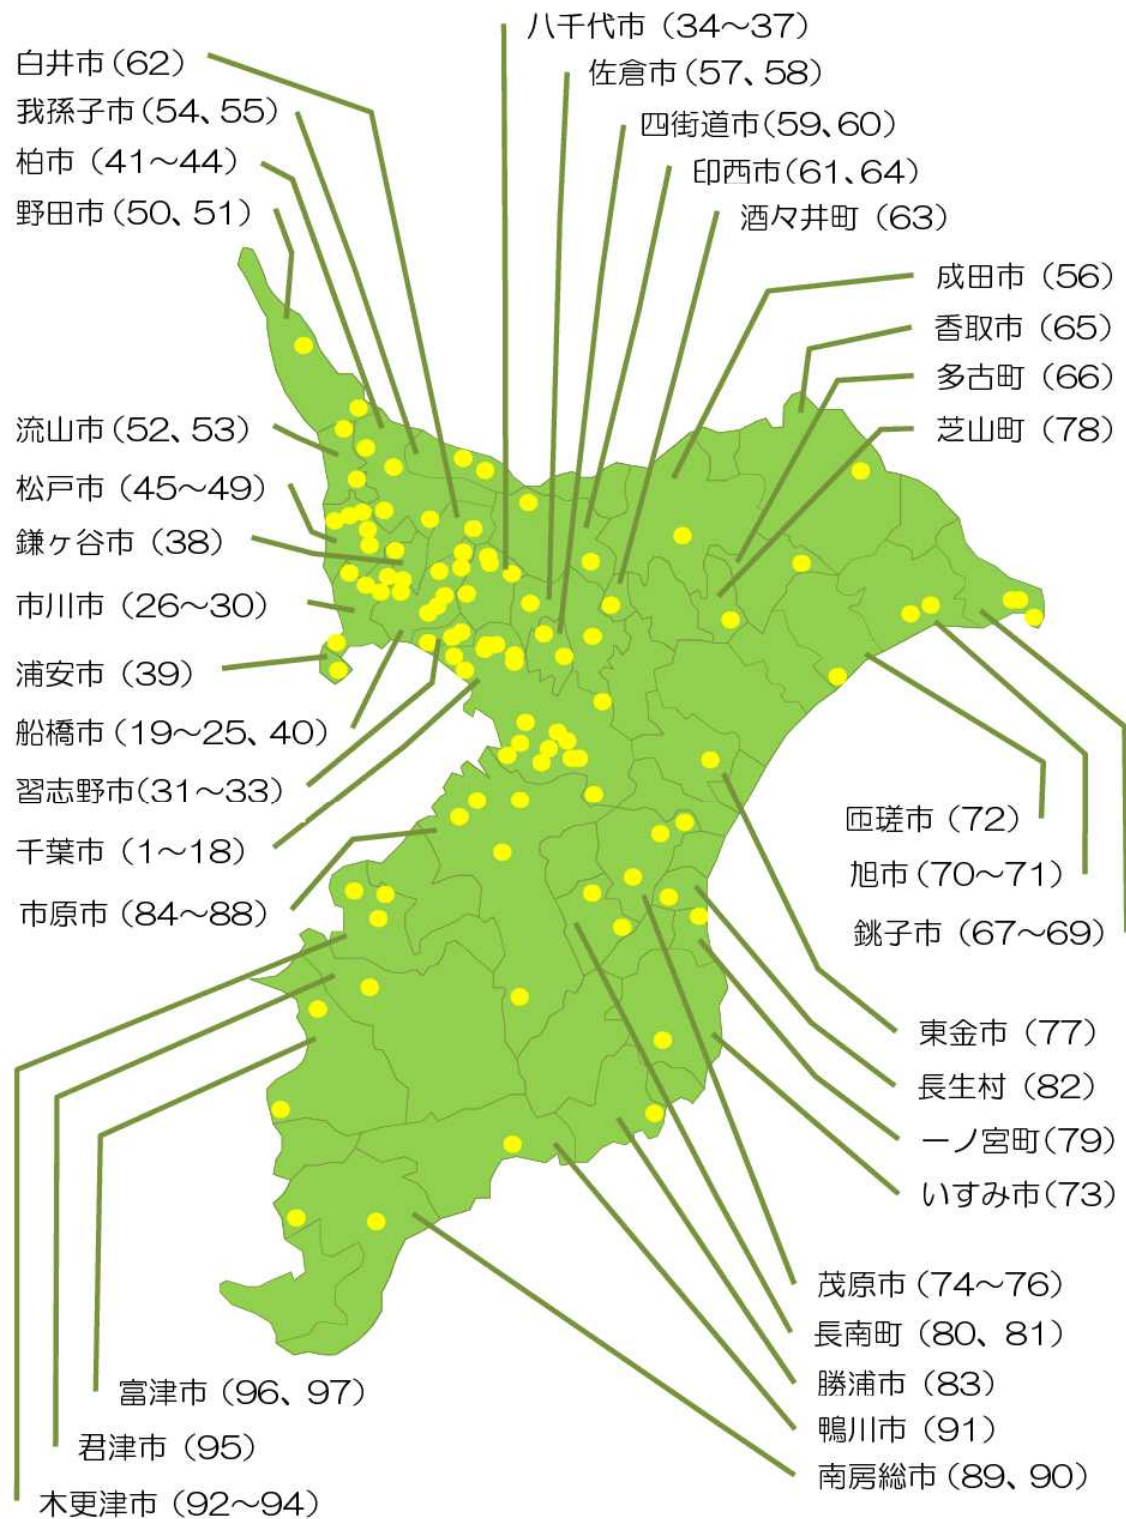 八千代市（34～37）
佐倉市（57、58）
四街道市（59、60）
印西市（61、64）
酒々井町（63）
白井市（62）
我孫子市（54、55）
柏市（41～44）
野田市（50、51）
成田市（56）
香取市（65）
多古町（66）
芝山町（78）
流山市（52、53）
松戸市（45～49）
鎌ヶ谷市（38）
市川市（26～30）
浦安市（39）
船橋市（19～25、40）
習志野市（31～33）
千葉市（1～18）
市原市（84～88）
匝瑳市（72）
旭市（70～71）
銚子市（67～69）
東金市（77）
長生村（82）
一ノ宮町（79）
いすみ市（73）
茂原市（74～76）
長南町（80、81）
勝浦市（83）
鴨川市（91）
南房総市（89、90）
富津市（96、97）
君津市（95）
木更津市（92～94）